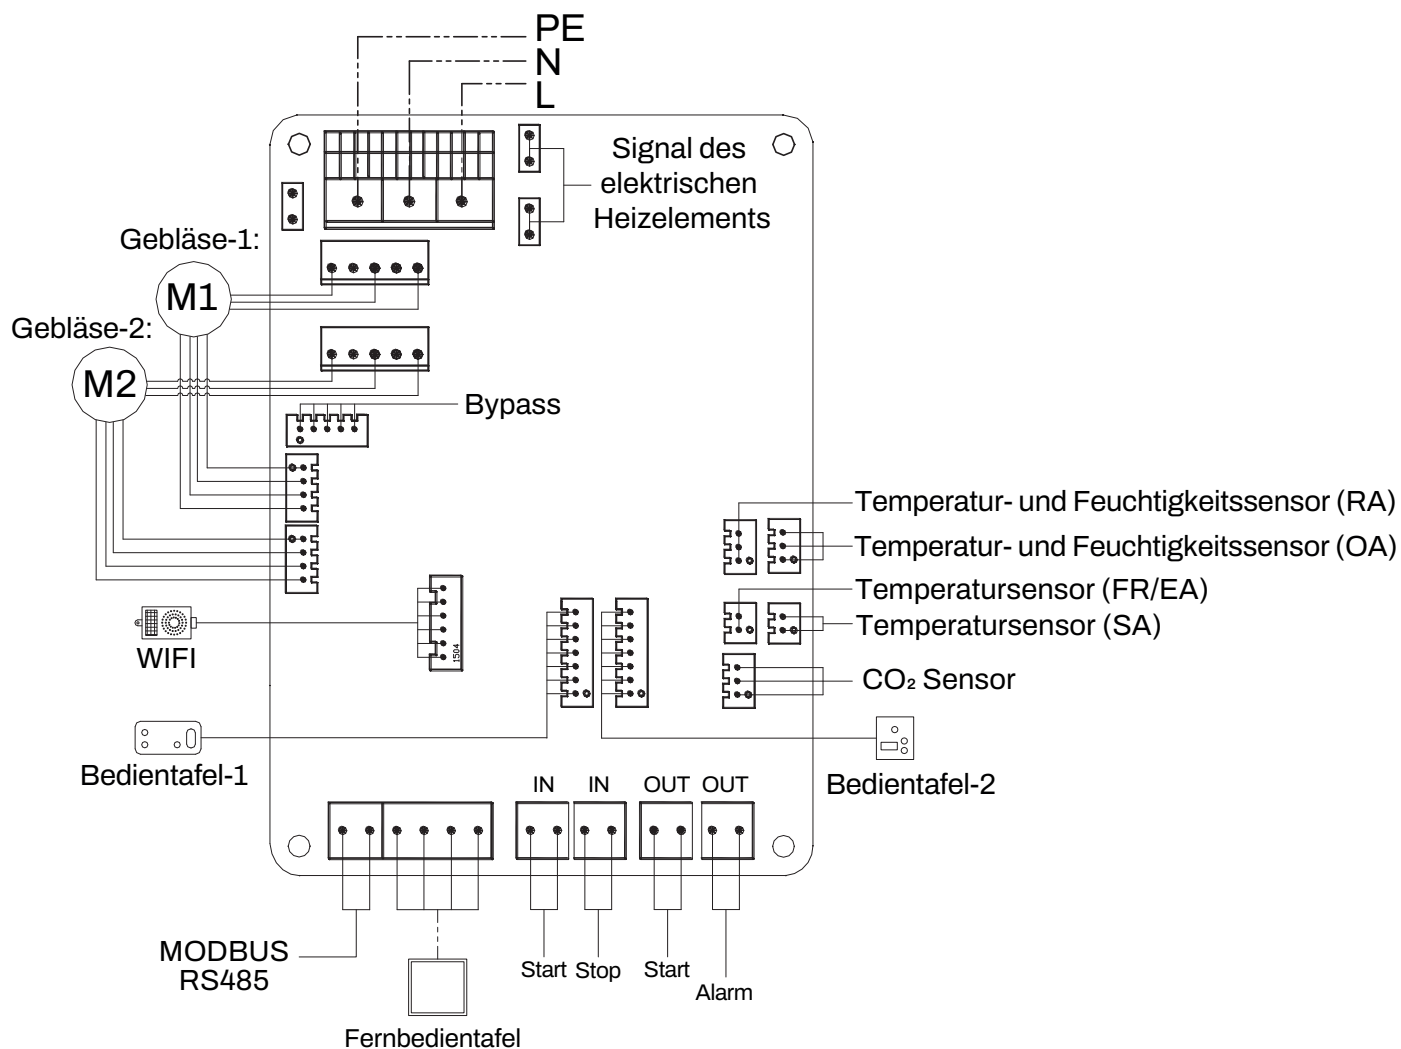 PE
N
L
Signal des
elektrischen
Heizelements
Gebläse-1:
M1
Gebläse-2:
M2
Bypass
Temperatur- und Feuchtigkeitssensor (RA)
Temperatur- und Feuchtigkeitssensor (OA)
Temperatursensor (FR/EA)
Temperatursensor (SA)
WIFI
1504
CO₂ Sensor
Bedientafel-1
Bedientafel-2
IN IN OUT OUT
MODBUS
RS485
Start Stop Start
Alarm
Fernbedientafel